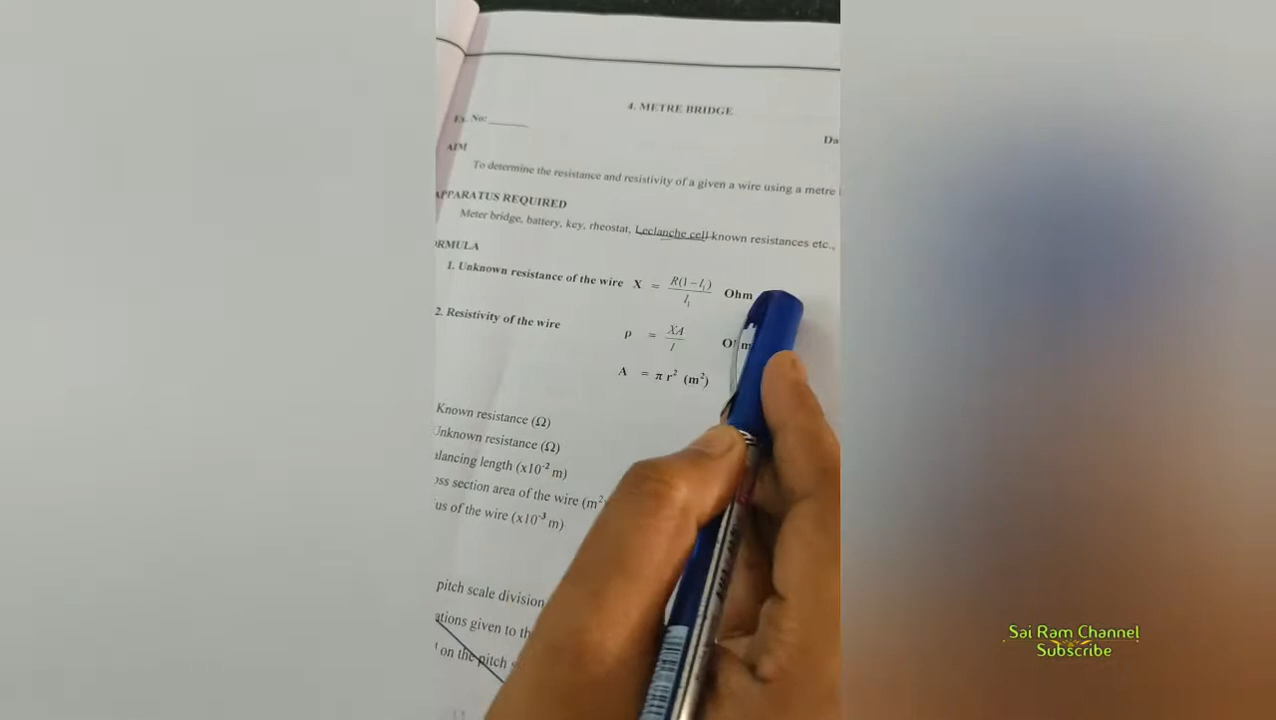 4. METRE BRIDGE
Ex. No:
Da
AIM
To determine the resistance and resistivity of a given a wire using a metre
APPARATUS REQUIRED
Meter bridge, battery, key, rheostat, Leclanche cell known resistances etc.,
ORMULA
1. Unknown resistance of the wire X = R(1−l₁)/l₁ Ohm
2. Resistivity of the wire ρ = XA/l
A = π r² (m²)
Known resistance (Ω)
Unknown resistance (Ω)
alancing length (x10⁻² m)
oss section area of the wire (m²
us of the wire (x10⁻³ m)
pitch scale division
ations given to th
on the pitch s
Sai Ram Channel
Subscribe